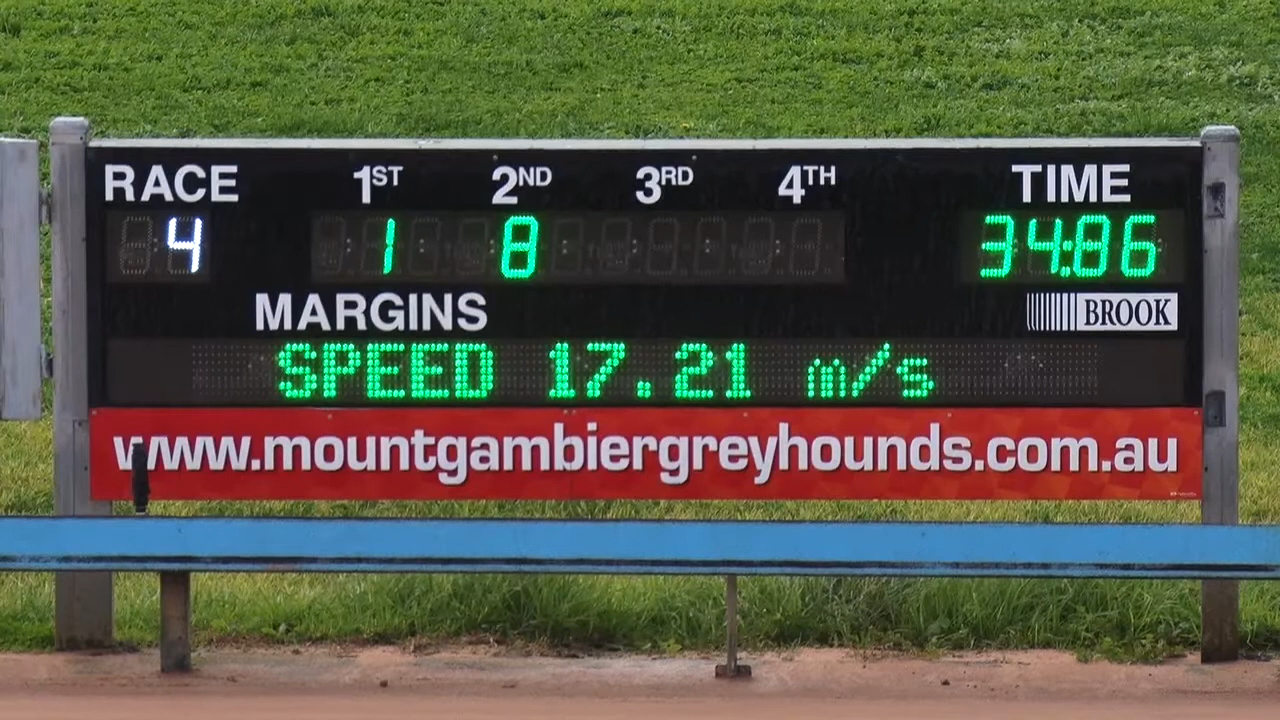 RACE 1ST 2ND 3RD 4TH TIME
4 1 8 34:86
MARGINS BROOK
SPEED 17.21 m/s
www.mountgambiergreyhounds.com.au